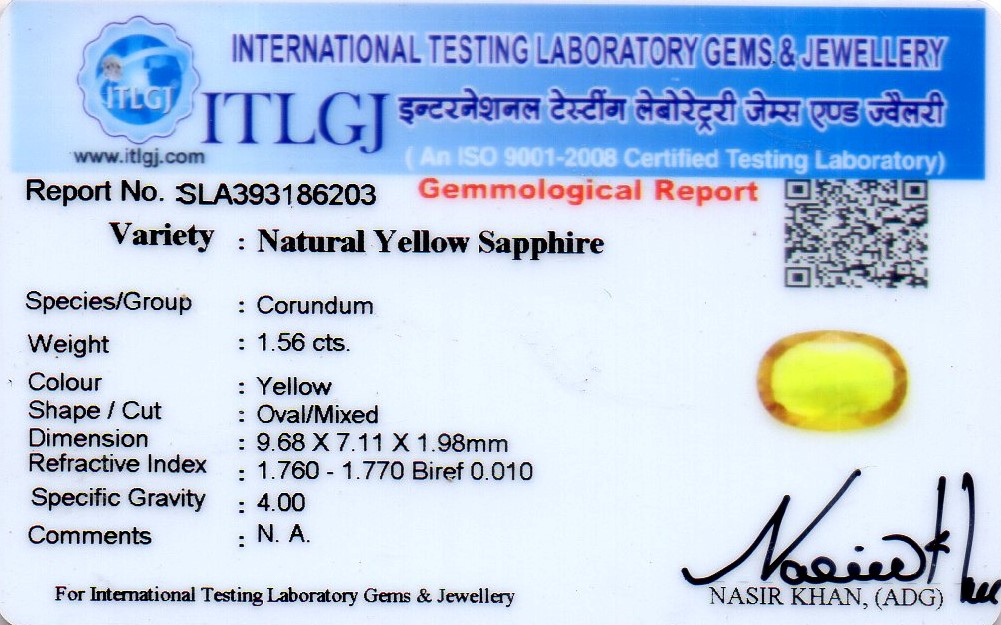 INTERNATIONAL TESTING LABORATORY GEMS & JEWELLERY
ITLGJ
ITLGJ
इन्टरनेशनल टेस्टींग लेबोरेट्ररी जेम्स एण्ड ज्वैलरी
www.itlgj.com
( An ISO 9001-2008 Certified Testing Laboratory)
Report No. :SLA393186203
Gemmological Report
Variety : Natural Yellow Sapphire
Species/Group : Corundum
Weight : 1.56 cts.
Colour : Yellow
Shape / Cut : Oval/Mixed
Dimension : 9.68 X 7.11 X 1.98mm
Refractive Index : 1.760 - 1.770 Biref 0.010
Specific Gravity : 4.00
Comments : N. A.
For International Testing Laboratory Gems & Jewellery
NASIR KHAN, (ADG)